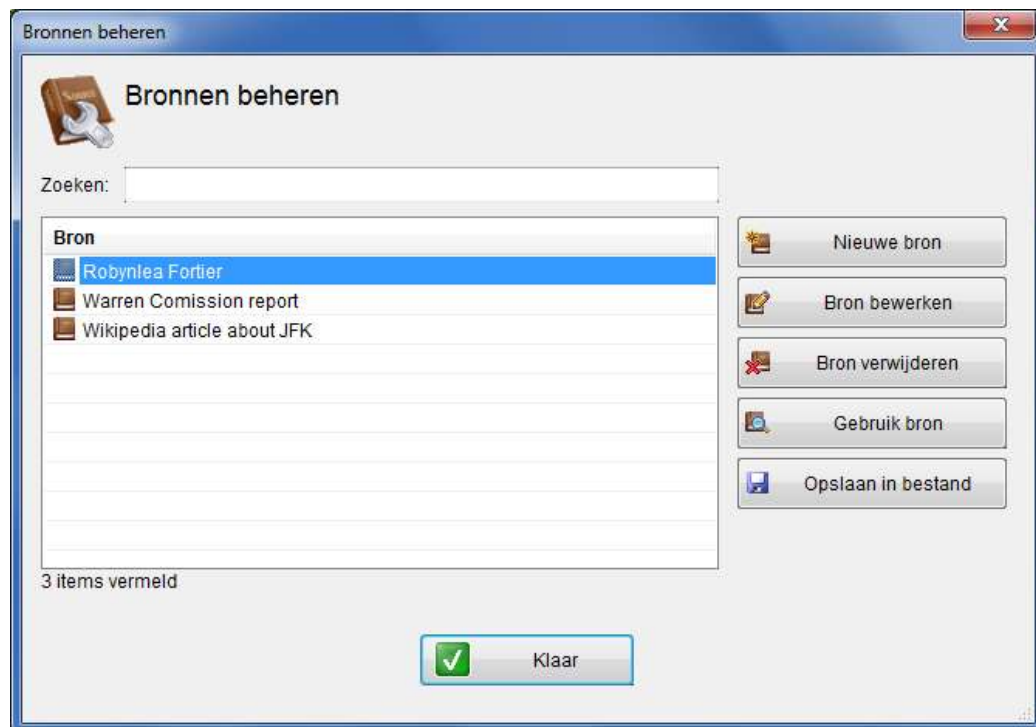 Bronnen beheren
Bronnen beheren
Zoeken:
Bron
Robynlea Fortier
Warren Comission report
Wikipedia article about JFK
Nieuwe bron
Bron bewerken
Bron verwijderen
Gebruik bron
Opslaan in bestand
3 items vermeld
Klaar